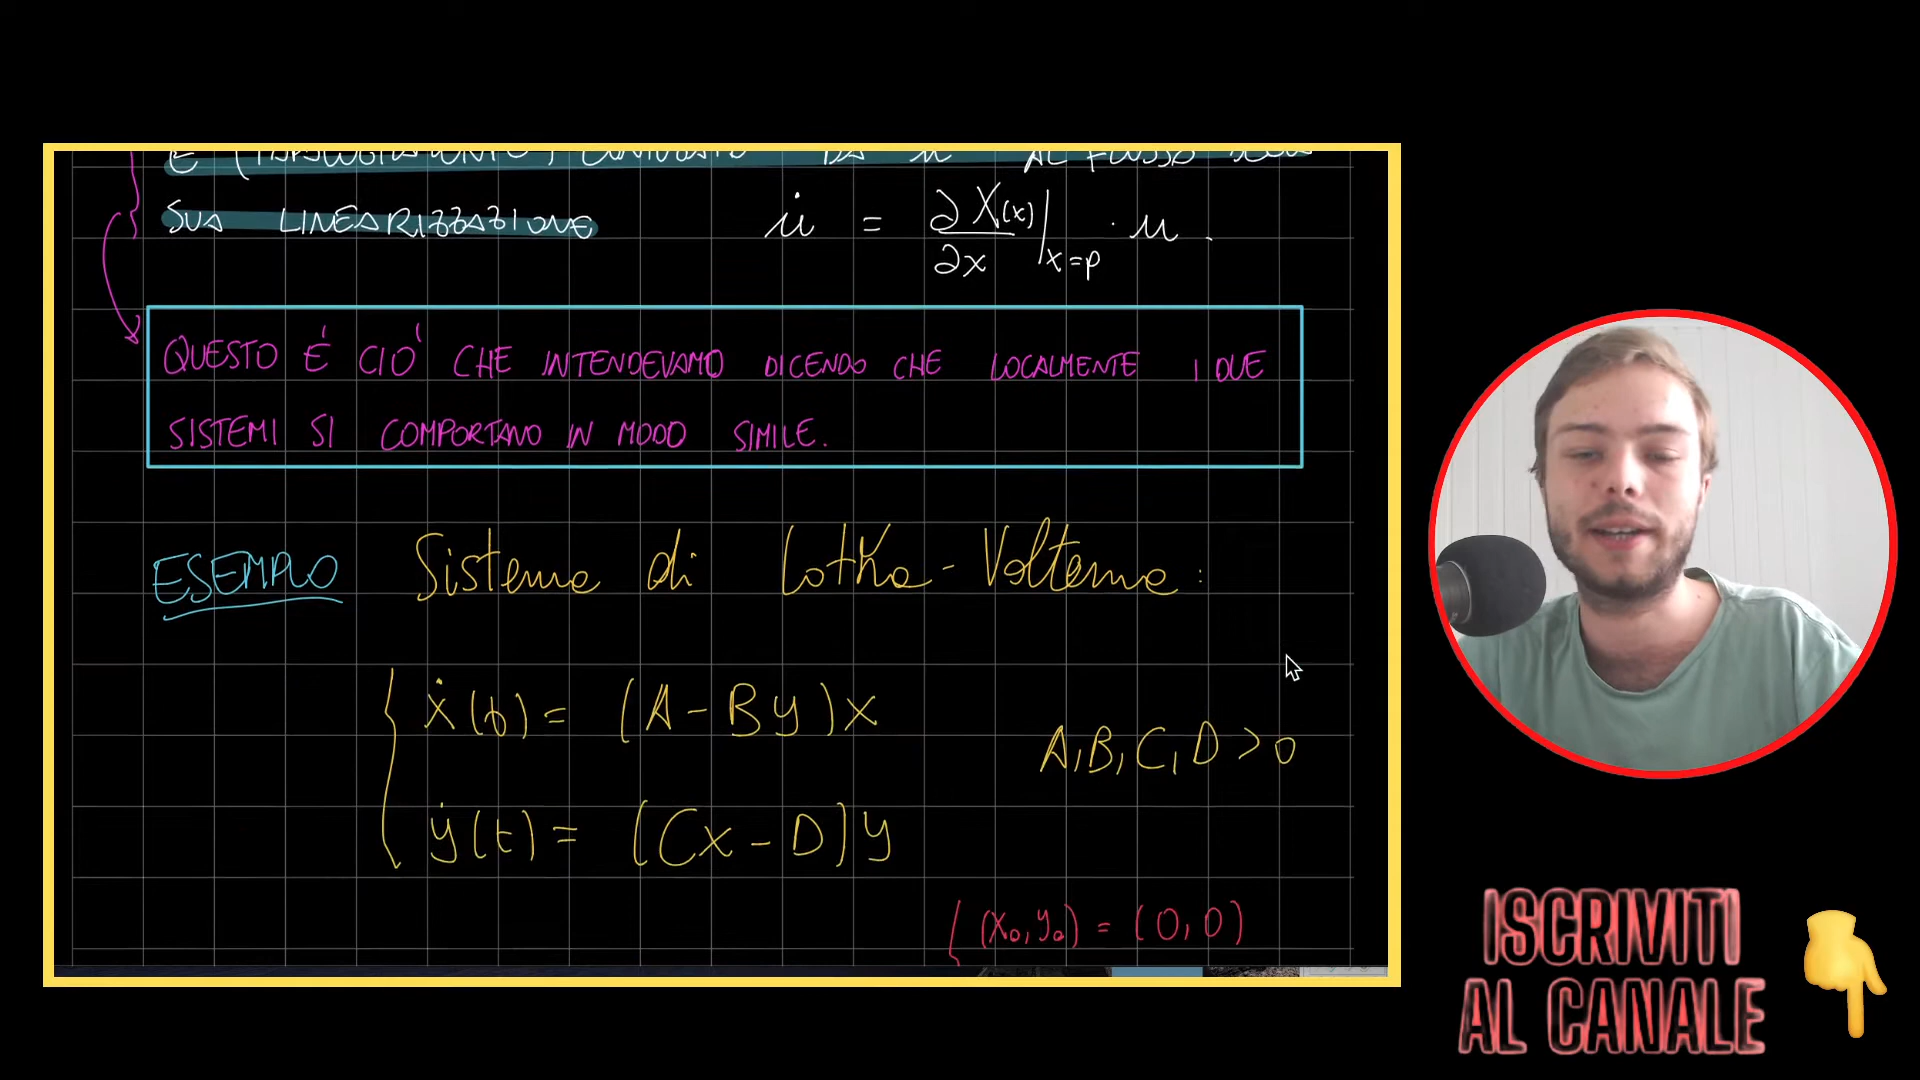 SUA LINEARIZZAZIONE u̇ = ∂X(x)/∂x |x=p · u .
QUESTO É CIÓ CHE INTENDEVAMO DICENDO CHE LOCALMENTE I DUE
SISTEMI SI COMPORTANO IN MODO SIMILE.
ESEMPIO Sistema di Lotka-Volterra:
ẋ(t) = (A - By)x
A,B,C,D > 0
ẏ(t) = (Cx - D)y
(x₀,y₀) = (0,0)
ISCRIVITI
AL CANALE